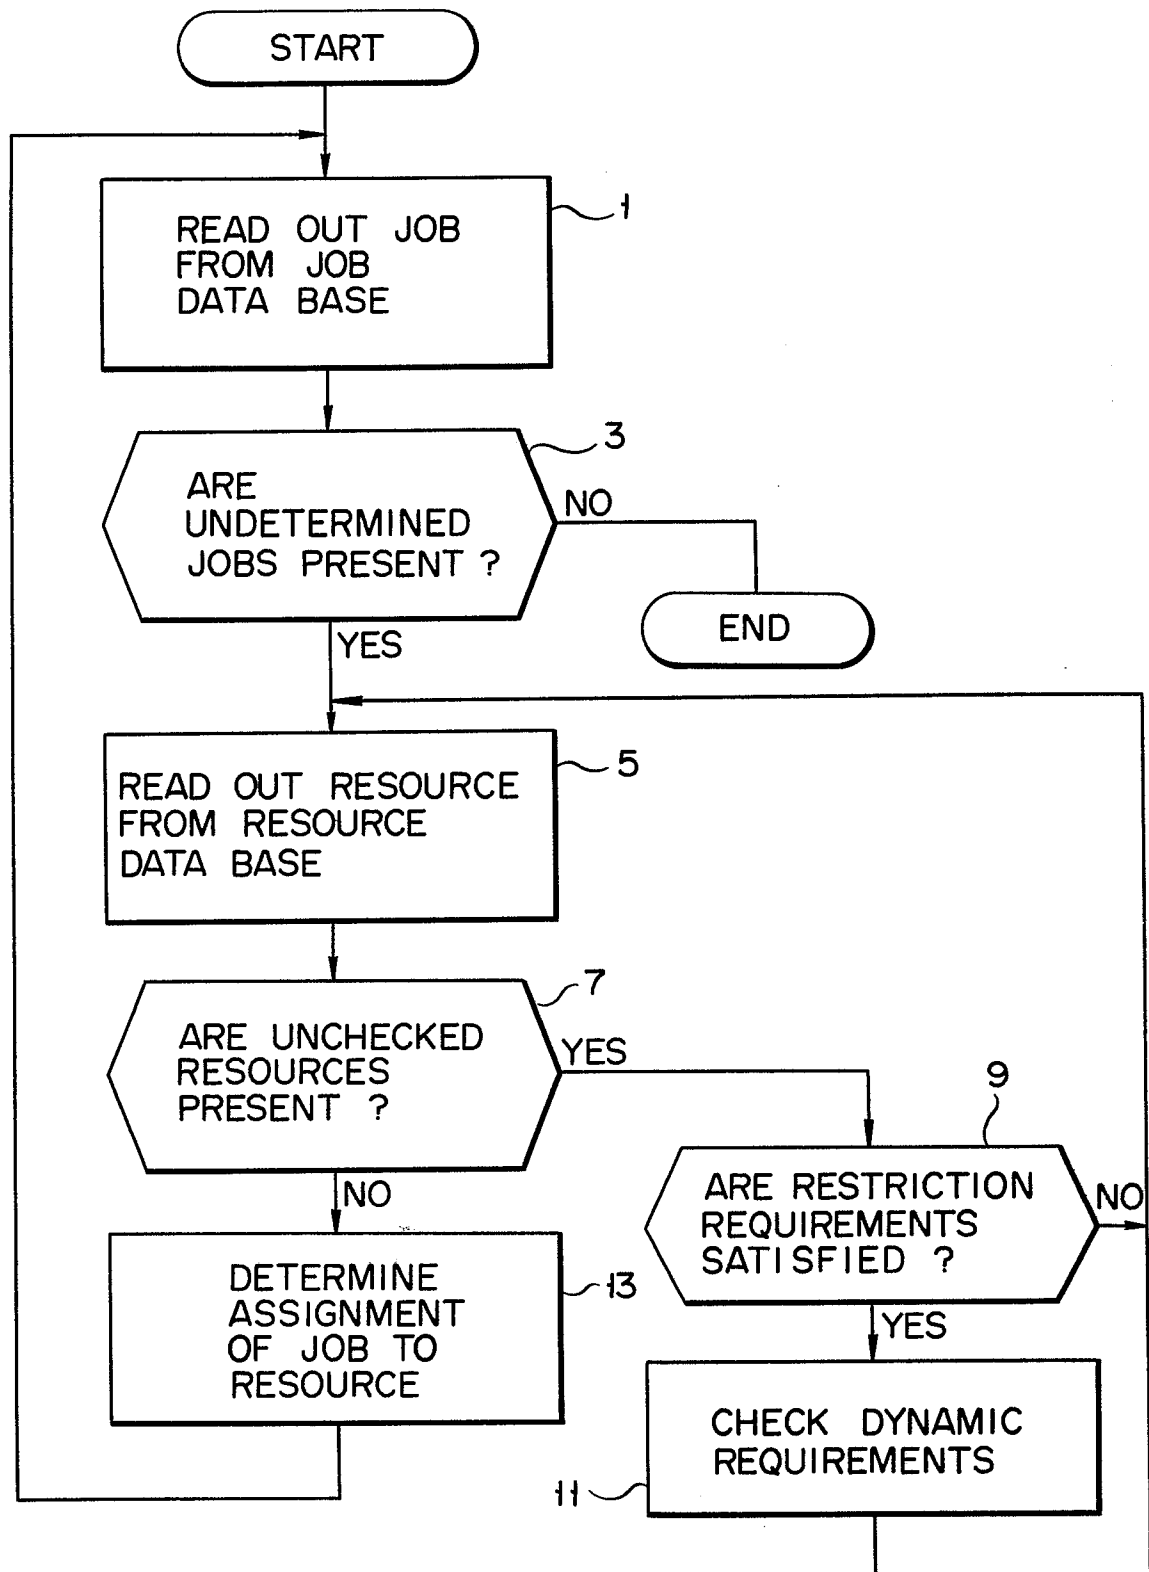 START
1
READ OUT JOB
FROM JOB
DATA BASE
3
ARE
UNDETERMINED
JOBS PRESENT ?
NO
END
YES
5
READ OUT RESOURCE
FROM RESOURCE
DATA BASE
7
ARE UNCHECKED
RESOURCES
PRESENT ?
YES
9
ARE RESTRICTION
REQUIREMENTS
SATISFIED ?
NO
NO
13
DETERMINE
ASSIGNMENT
OF JOB TO
RESOURCE
YES
CHECK DYNAMIC
REQUIREMENTS
11